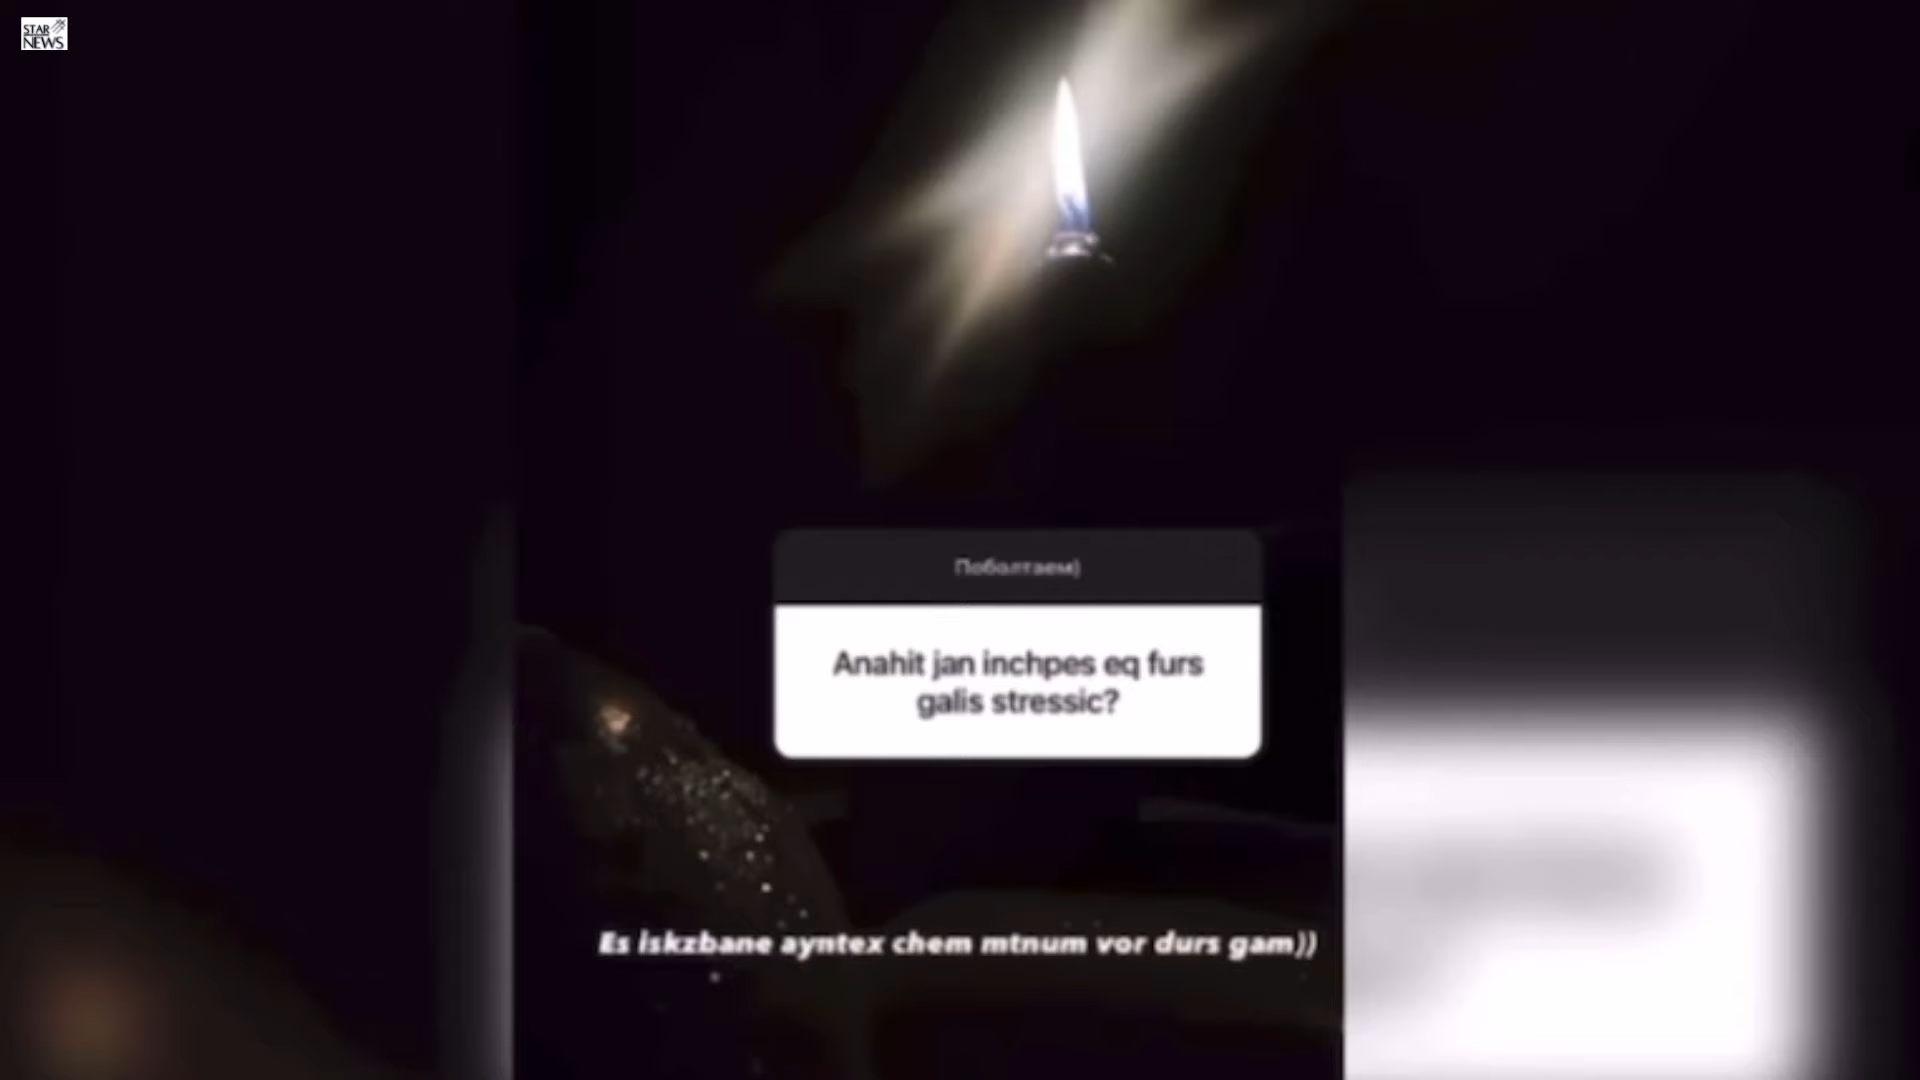 STAR
NEWS
Поболтаем)
Anahit jan inchpes eq furs
galis stressic?
Es iskzbane ayntex chem mtnum vor durs gam))